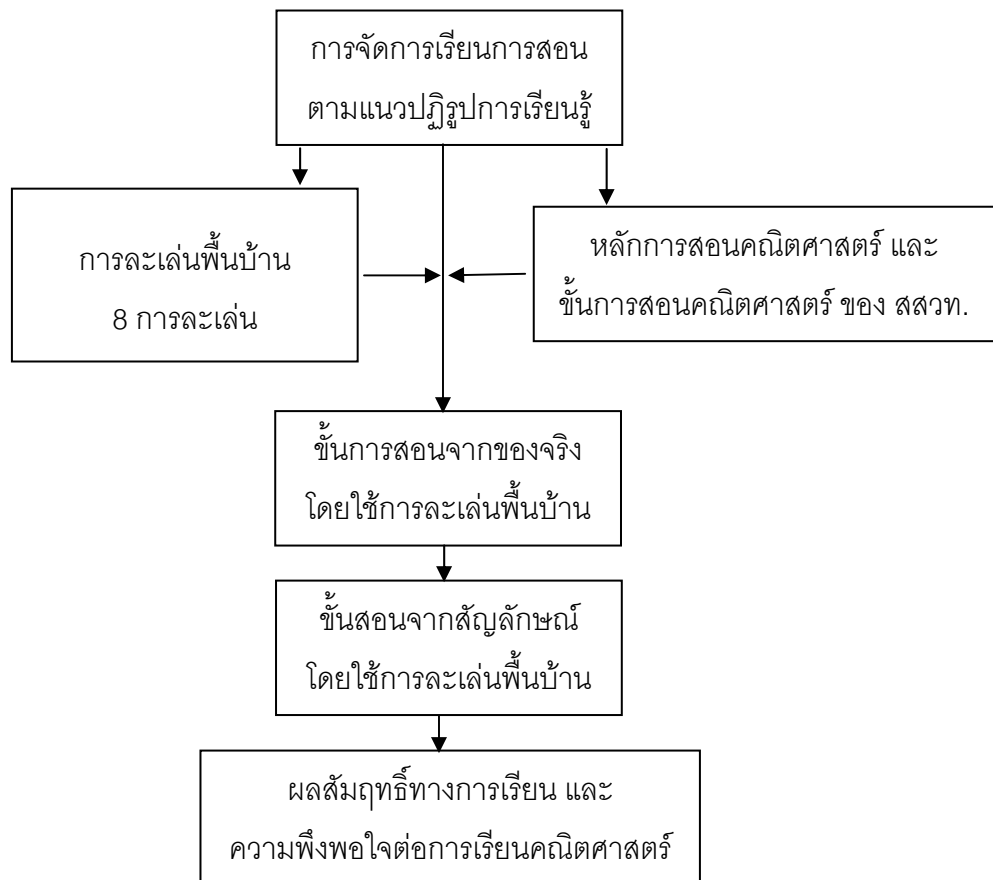 การจัดการเรียนการสอน
ตามแนวปฏิรูปการเรียนรู้
การละเล่นพื้นบ้าน
8 การละเล่น
หลักการสอนคณิตศาสตร์ และ
ขั้นการสอนคณิตศาสตร์ ของ สสวท.
ขั้นการสอนจากของจริง
โดยใช้การละเล่นพื้นบ้าน
ขั้นสอนจากสัญลักษณ์
โดยใช้การละเล่นพื้นบ้าน
ผลสัมฤทธิ์ทางการเรียน และ
ความพึงพอใจต่อการเรียนคณิตศาสตร์